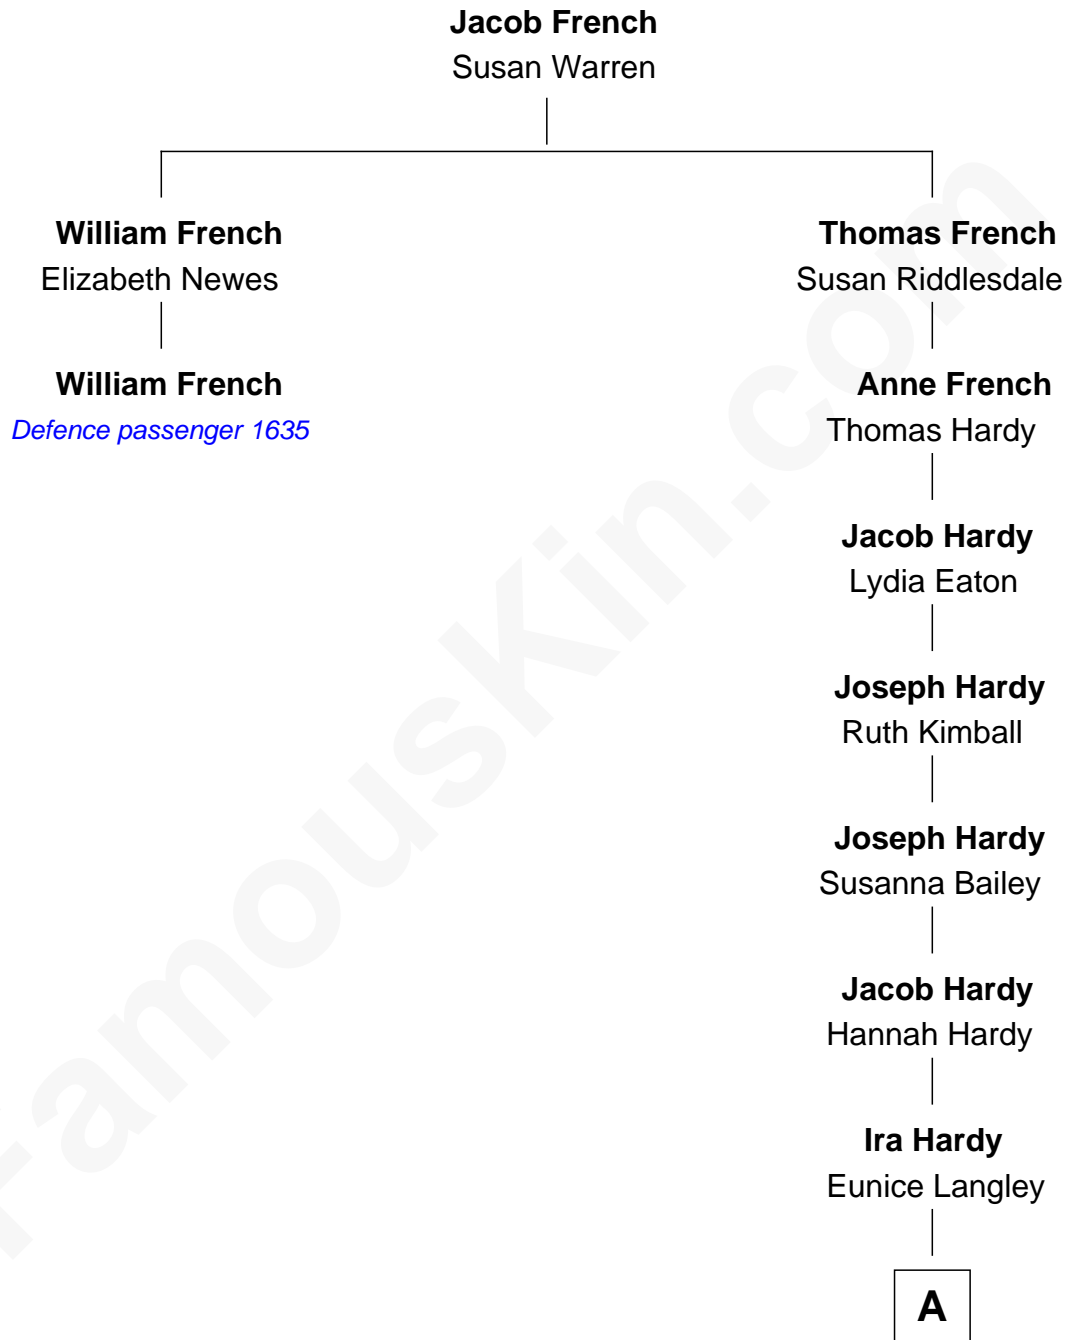 Jacob French
Susan Warren
William French
Elizabeth Newes
William French
Defence passenger 1635
Thomas French
Susan Riddlesdale
Anne French
Thomas Hardy
Jacob Hardy
Lydia Eaton
Joseph Hardy
Ruth Kimball
Joseph Hardy
Susanna Bailey
Jacob Hardy
Hannah Hardy
Ira Hardy
Eunice Langley
A
FamousKin.com